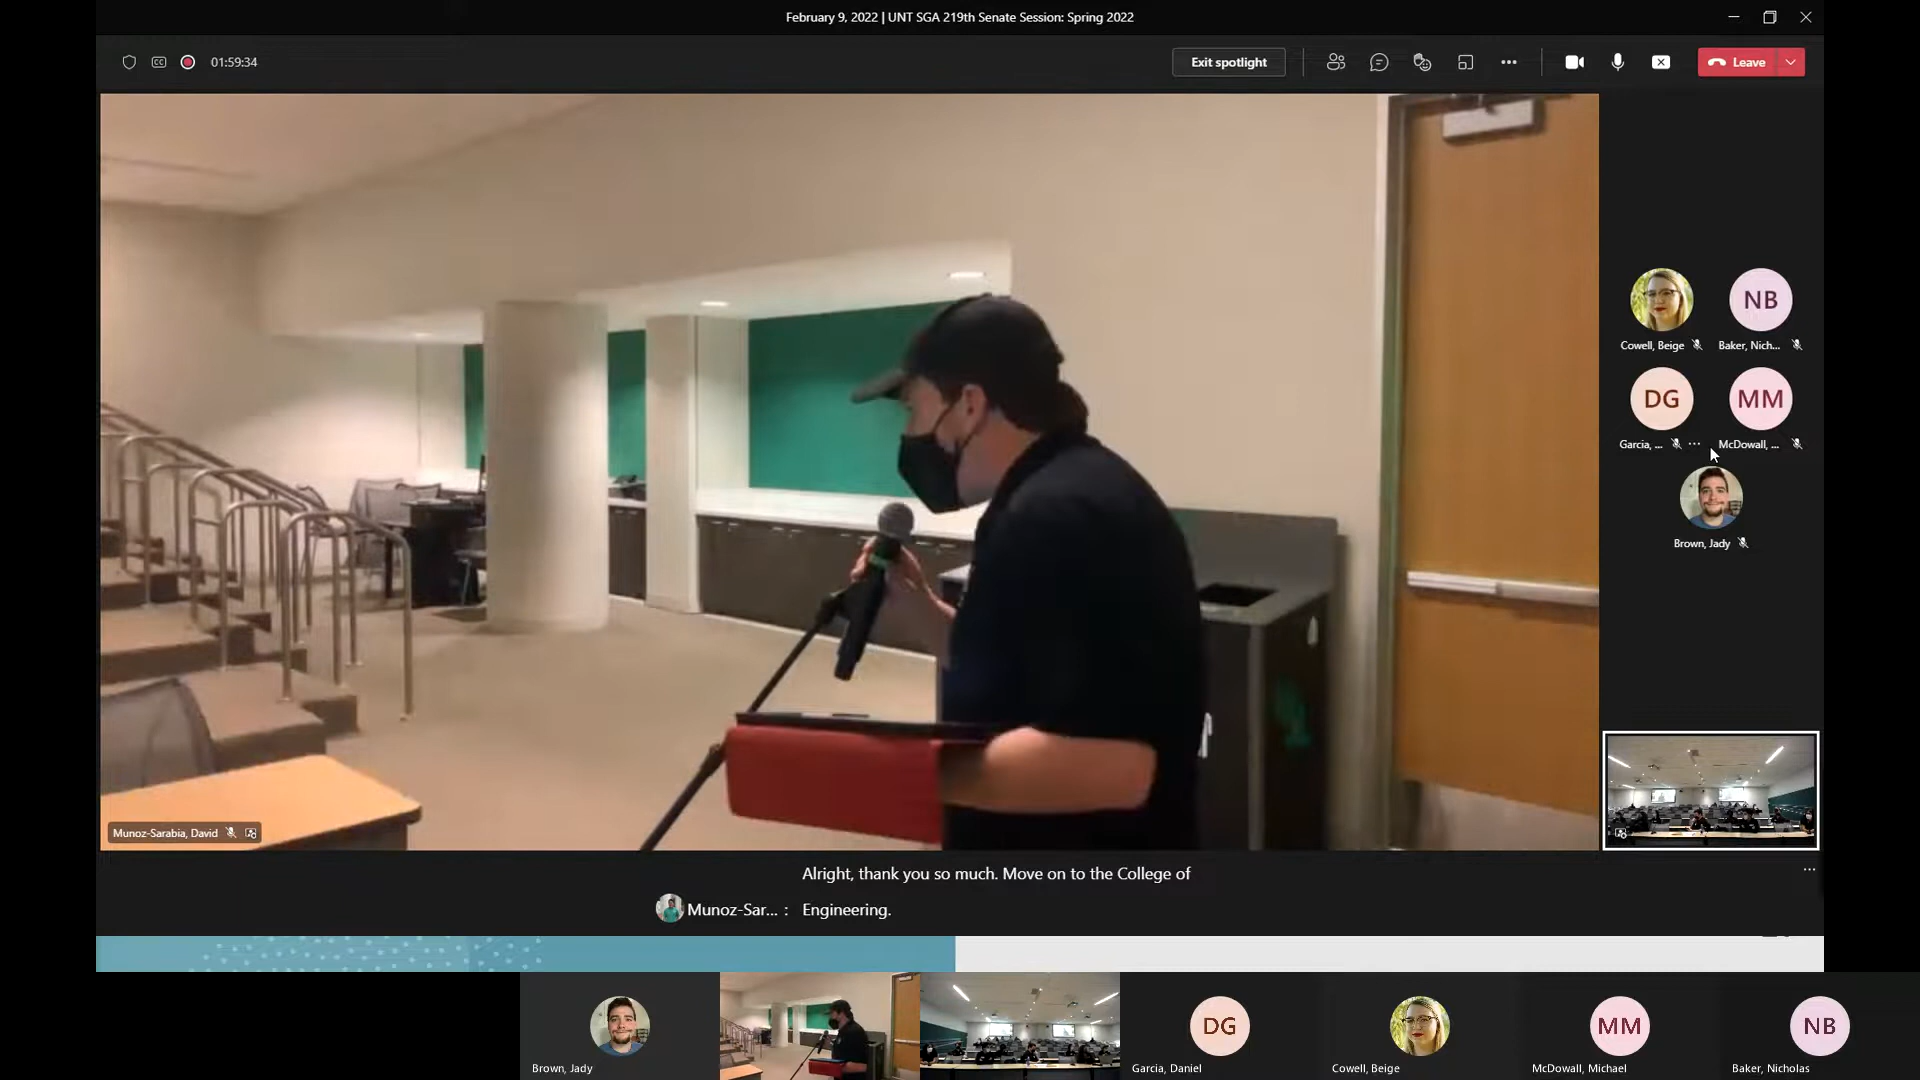 February 9, 2022 | UNT SGA 219th Senate Session: Spring 2022
CC
01:59:34
Exit spotlight
Leave
Cowell, Beige
NB
Baker, Nich...
DG
Garcia, ...
MM
McDowall, ...
Brown, Jady
Munoz-Sarabia, David
Alright, thank you so much. Move on to the College of
Munoz-Sar... :
Engineering.
Brown, Jady
DG
Garcia, Daniel
Cowell, Beige
MM
McDowall, Michael
NB
Baker, Nicholas